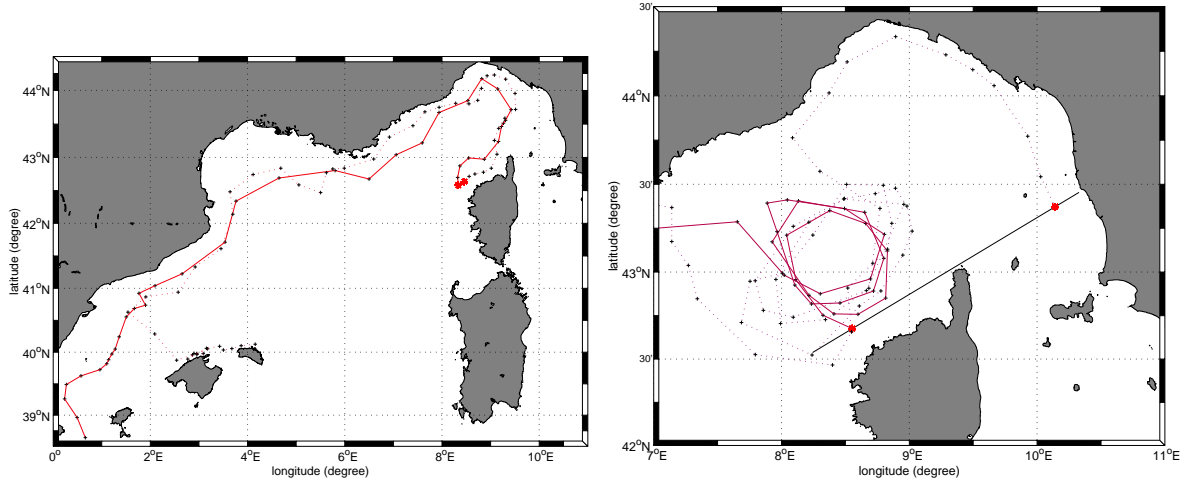 44°N
43°N
42°N
41°N
40°N
39°N
0°
2°E
4°E
6°E
8°E
10°E
longitude (degree)
latitude (degree)
30'
44°N
30'
43°N
30'
42°N
7°E
8°E
9°E
10°E
11°E
longitude (degree)
latitude (degree)